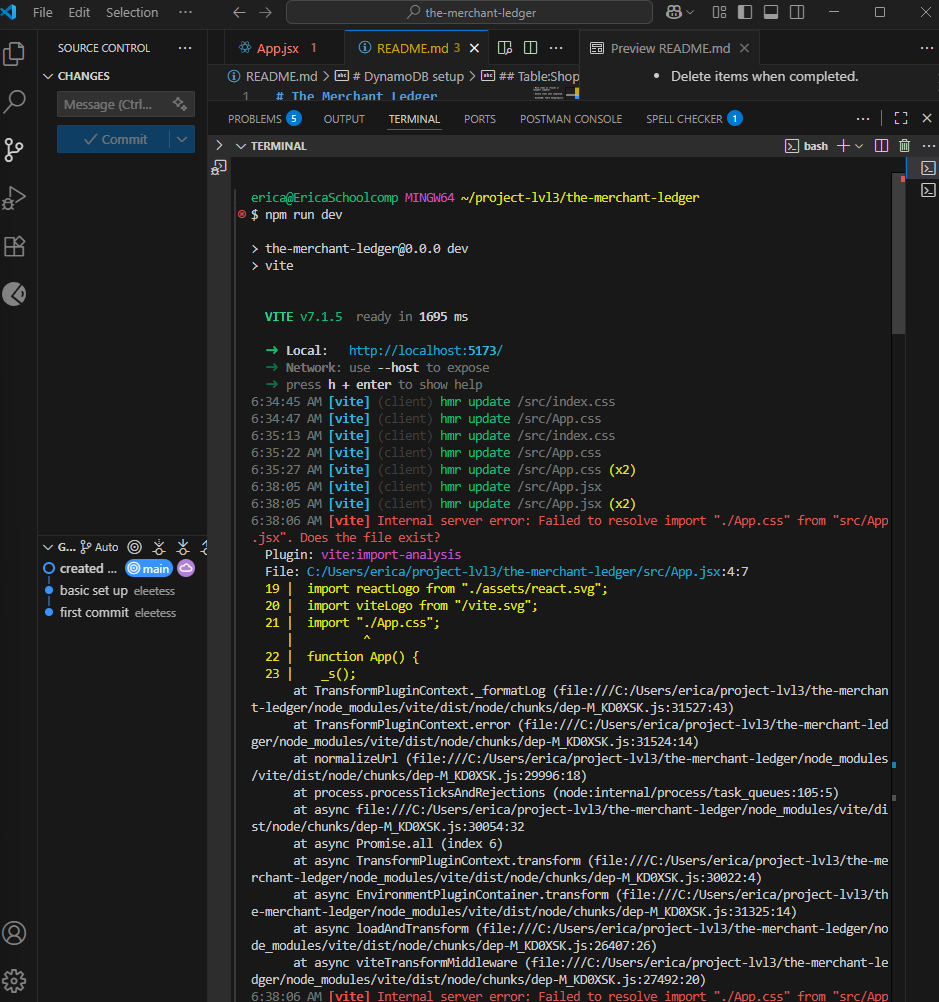 File Edit Selection ··· the-merchant-ledger
SOURCE CONTROL ···
CHANGES
Message (Ctrl...
Commit
App.jsx 1
README.md 3
Preview README.md
···
README.md > # DynamoDB setup > ## Table:Shop
1 # The Merchant Ledger
• Delete items when completed.
PROBLEMS 5 OUTPUT TERMINAL PORTS POSTMAN CONSOLE SPELL CHECKER 1 ···
TERMINAL
bash
erica@EricaSchoolcomp MINGW64 ~/project-lvl3/the-merchant-ledger
$ npm run dev
> the-merchant-ledger@0.0.0 dev
> vite
VITE v7.1.5 ready in 1695 ms
➜ Local: http://localhost:5173/
➜ Network: use --host to expose
➜ press h + enter to show help
6:34:45 AM [vite] (client) hmr update /src/index.css
6:34:47 AM [vite] (client) hmr update /src/App.css
6:35:13 AM [vite] (client) hmr update /src/index.css
6:35:22 AM [vite] (client) hmr update /src/App.css
6:35:27 AM [vite] (client) hmr update /src/App.css (x2)
6:38:05 AM [vite] (client) hmr update /src/App.jsx
6:38:05 AM [vite] (client) hmr update /src/App.jsx (x2)
6:38:06 AM [vite] Internal server error: Failed to resolve import "./App.css" from "src/App
.jsx". Does the file exist?
Plugin: vite:import-analysis
File: C:/Users/erica/project-lvl3/the-merchant-ledger/src/App.jsx:4:7
19 | import reactLogo from "./assets/react.svg";
20 | import viteLogo from "/vite.svg";
21 | import "./App.css";
| ^
22 | function App() {
23 | _s();
at TransformPluginContext._formatLog (file:///C:/Users/erica/project-lvl3/the-merchan
t-ledger/node_modules/vite/dist/node/chunks/dep-M_KD0XSK.js:31527:43)
at TransformPluginContext.error (file:///C:/Users/erica/project-lvl3/the-merchant-led
ger/node_modules/vite/dist/node/chunks/dep-M_KD0XSK.js:31524:14)
at normalizeUrl (file:///C:/Users/erica/project-lvl3/the-merchant-ledger/node_modules
/vite/dist/node/chunks/dep-M_KD0XSK.js:29996:18)
at process.processTicksAndRejections (node:internal/process/task_queues:105:5)
at async file:///C:/Users/erica/project-lvl3/the-merchant-ledger/node_modules/vite/di
st/node/chunks/dep-M_KD0XSK.js:30054:32
at async Promise.all (index 6)
at async TransformPluginContext.transform (file:///C:/Users/erica/project-lvl3/the-me
rchant-ledger/node_modules/vite/dist/node/chunks/dep-M_KD0XSK.js:30022:4)
at async EnvironmentPluginContainer.transform (file:///C:/Users/erica/project-lvl3/th
e-merchant-ledger/node_modules/vite/dist/node/chunks/dep-M_KD0XSK.js:31325:14)
at async loadAndTransform (file:///C:/Users/erica/project-lvl3/the-merchant-ledger/no
de_modules/vite/dist/node/chunks/dep-M_KD0XSK.js:26407:26)
at async viteTransformMiddleware (file:///C:/Users/erica/project-lvl3/the-merchant-le
dger/node_modules/vite/dist/node/chunks/dep-M_KD0XSK.js:27492:20)
6:38:06 AM [vite] Internal server error: Failed to resolve import "./App.css" from "src/App
G... Auto
created ... main
basic set up eleetess
first commit eleetess